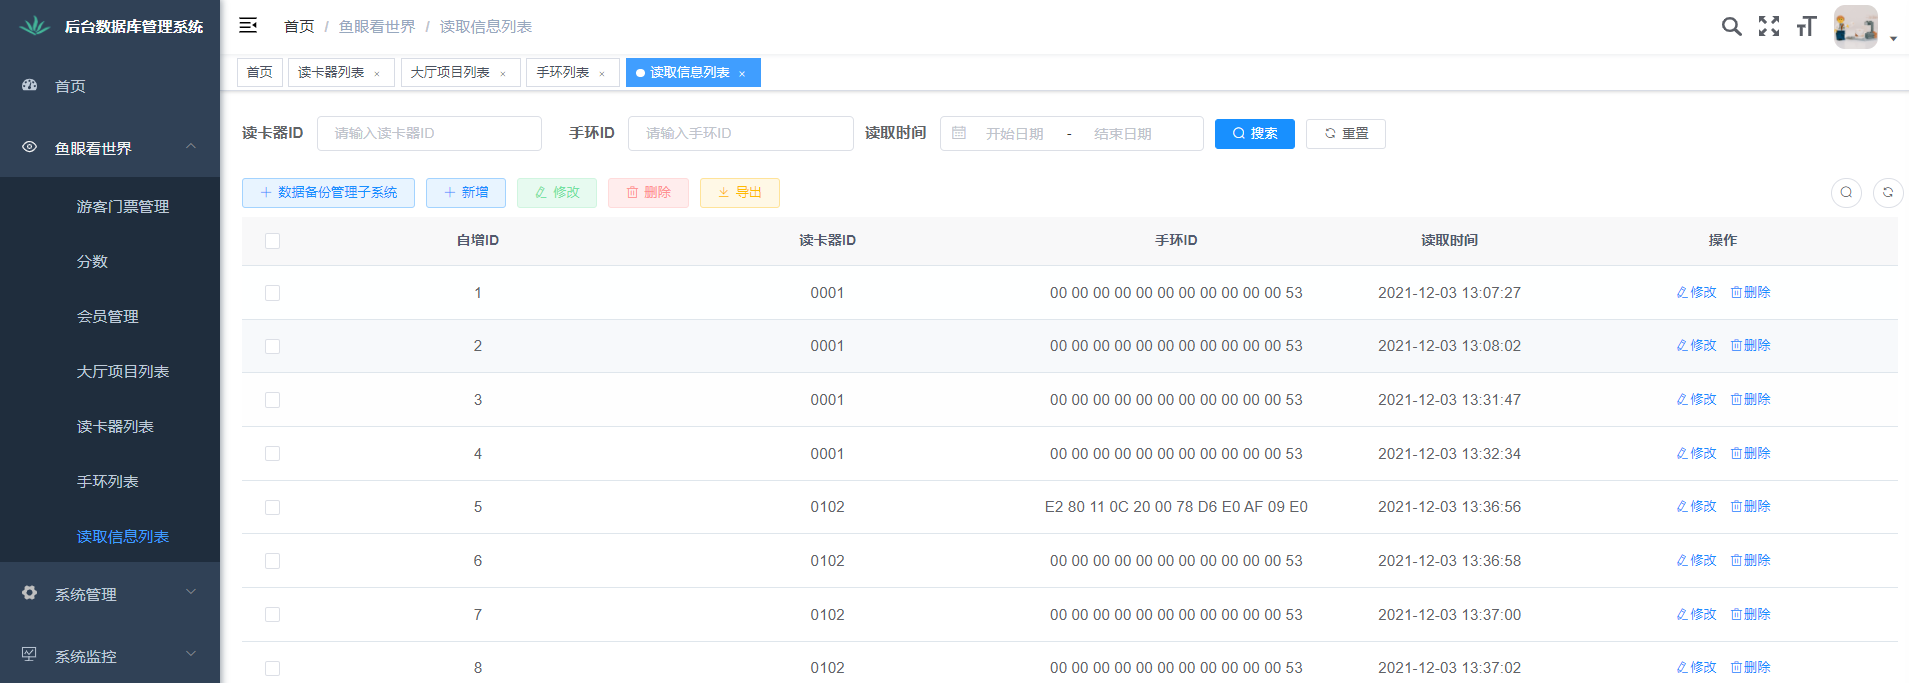 后台数据库管理系统
首页
鱼眼看世界
游客门票管理
分数
会员管理
大厅项目列表
读卡器列表
手环列表
读取信息列表
系统管理
系统监控
首页 / 鱼眼看世界 / 读取信息列表
首页 读卡器列表 × 大厅项目列表 × 手环列表 × 读取信息列表 ×
读卡器ID 请输入读卡器ID 手环ID 请输入手环ID 读取时间 开始日期 - 结束日期 搜索 重置
数据备份管理子系统 新增 修改 删除 导出
自增ID 读卡器ID 手环ID 读取时间 操作
1 0001 00 00 00 00 00 00 00 00 00 00 00 53 2021-12-03 13:07:27 修改 删除
2 0001 00 00 00 00 00 00 00 00 00 00 00 53 2021-12-03 13:08:02 修改 删除
3 0001 00 00 00 00 00 00 00 00 00 00 00 53 2021-12-03 13:31:47 修改 删除
4 0001 00 00 00 00 00 00 00 00 00 00 00 53 2021-12-03 13:32:34 修改 删除
5 0102 E2 80 11 0C 20 00 78 D6 E0 AF 09 E0 2021-12-03 13:36:56 修改 删除
6 0102 00 00 00 00 00 00 00 00 00 00 00 53 2021-12-03 13:36:58 修改 删除
7 0102 00 00 00 00 00 00 00 00 00 00 00 53 2021-12-03 13:37:00 修改 删除
8 0102 00 00 00 00 00 00 00 00 00 00 00 53 2021-12-03 13:37:02 修改 删除